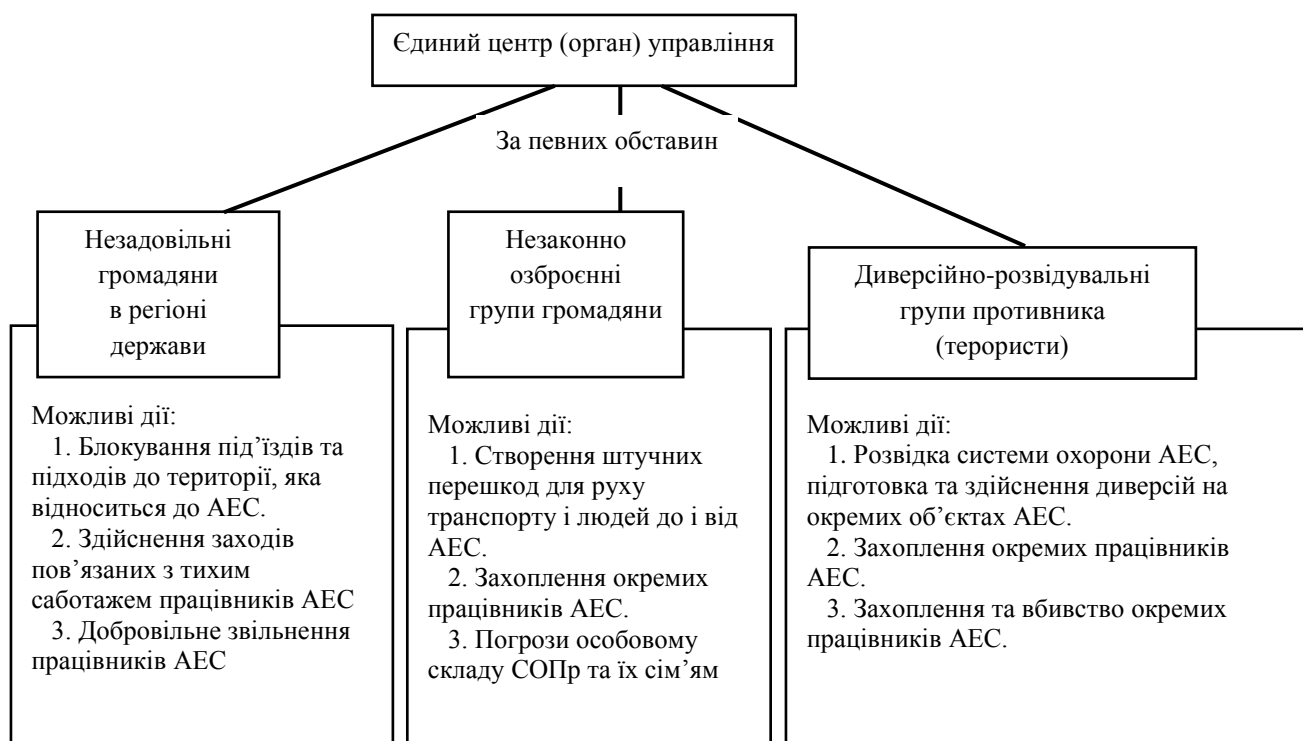 Єдиний центр (орган) управління
За певних обставин
Незадовільні
громадяни
в регіоні
держави
Можливі дії:
1. Блокування під’їздів та
підходів до території, яка
відноситься до АЕС.
2. Здійснення заходів
пов’язаних з тихим
саботажем працівників АЕС
3. Добровільне звільнення
працівників АЕС
Незаконно
озброєнні
групи громадяни
Можливі дії:
1. Створення штучних
перешкод для руху
транспорту і людей до і від
АЕС.
2. Захоплення окремих
працівників АЕС.
3. Погрози особовому
складу СОПр та їх сім’ям
Диверсійно-розвідувальні
групи противника
(терористи)
Можливі дії:
1. Розвідка системи охорони АЕС,
підготовка та здійснення диверсій на
окремих об’єктах АЕС.
2. Захоплення окремих працівників
АЕС.
3. Захоплення та вбивство окремих
працівників АЕС.